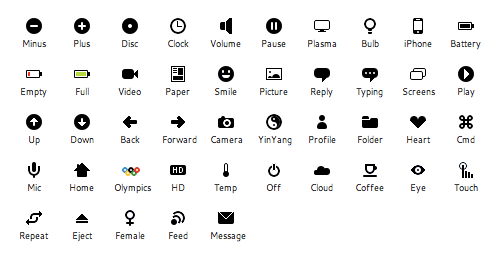 Minus Plus Disc Clock Volume Pause Plasma Bulb iPhone Battery
Empty Full Video Paper Smile Picture Reply Typing Screens Play
Up Down Back Forward Camera YinYang Profile Folder Heart Cmd
HD
Mic Home Olympics HD Temp Off Cloud Coffee Eye Touch
Repeat Eject Female Feed Message